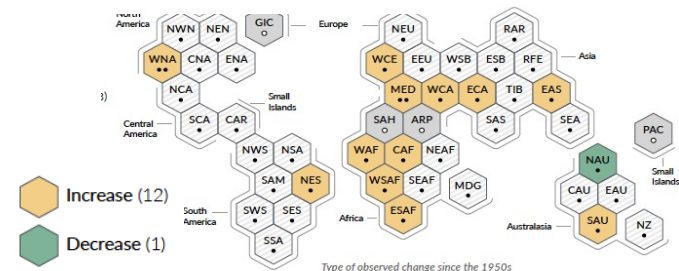 North
America
NWN NEN GIC Europe NEU RAR
WNA CNA ENA WCE EEU WSB ESB RFE Asia
NCA Small
Islands MED WCA ECA TIB EAS
Central
America SCA CAR SAH ARP SAS SEA PAC
NWS NSA WAF CAF NEAF NAU Small
Islands
SAM NES WSAF SEAF MDG CAU EAU
Increase (12)
South
America SWS SES Africa ESAF Australasia SAU NZ
Decrease (1) SSA
Type of observed change since the 1950s